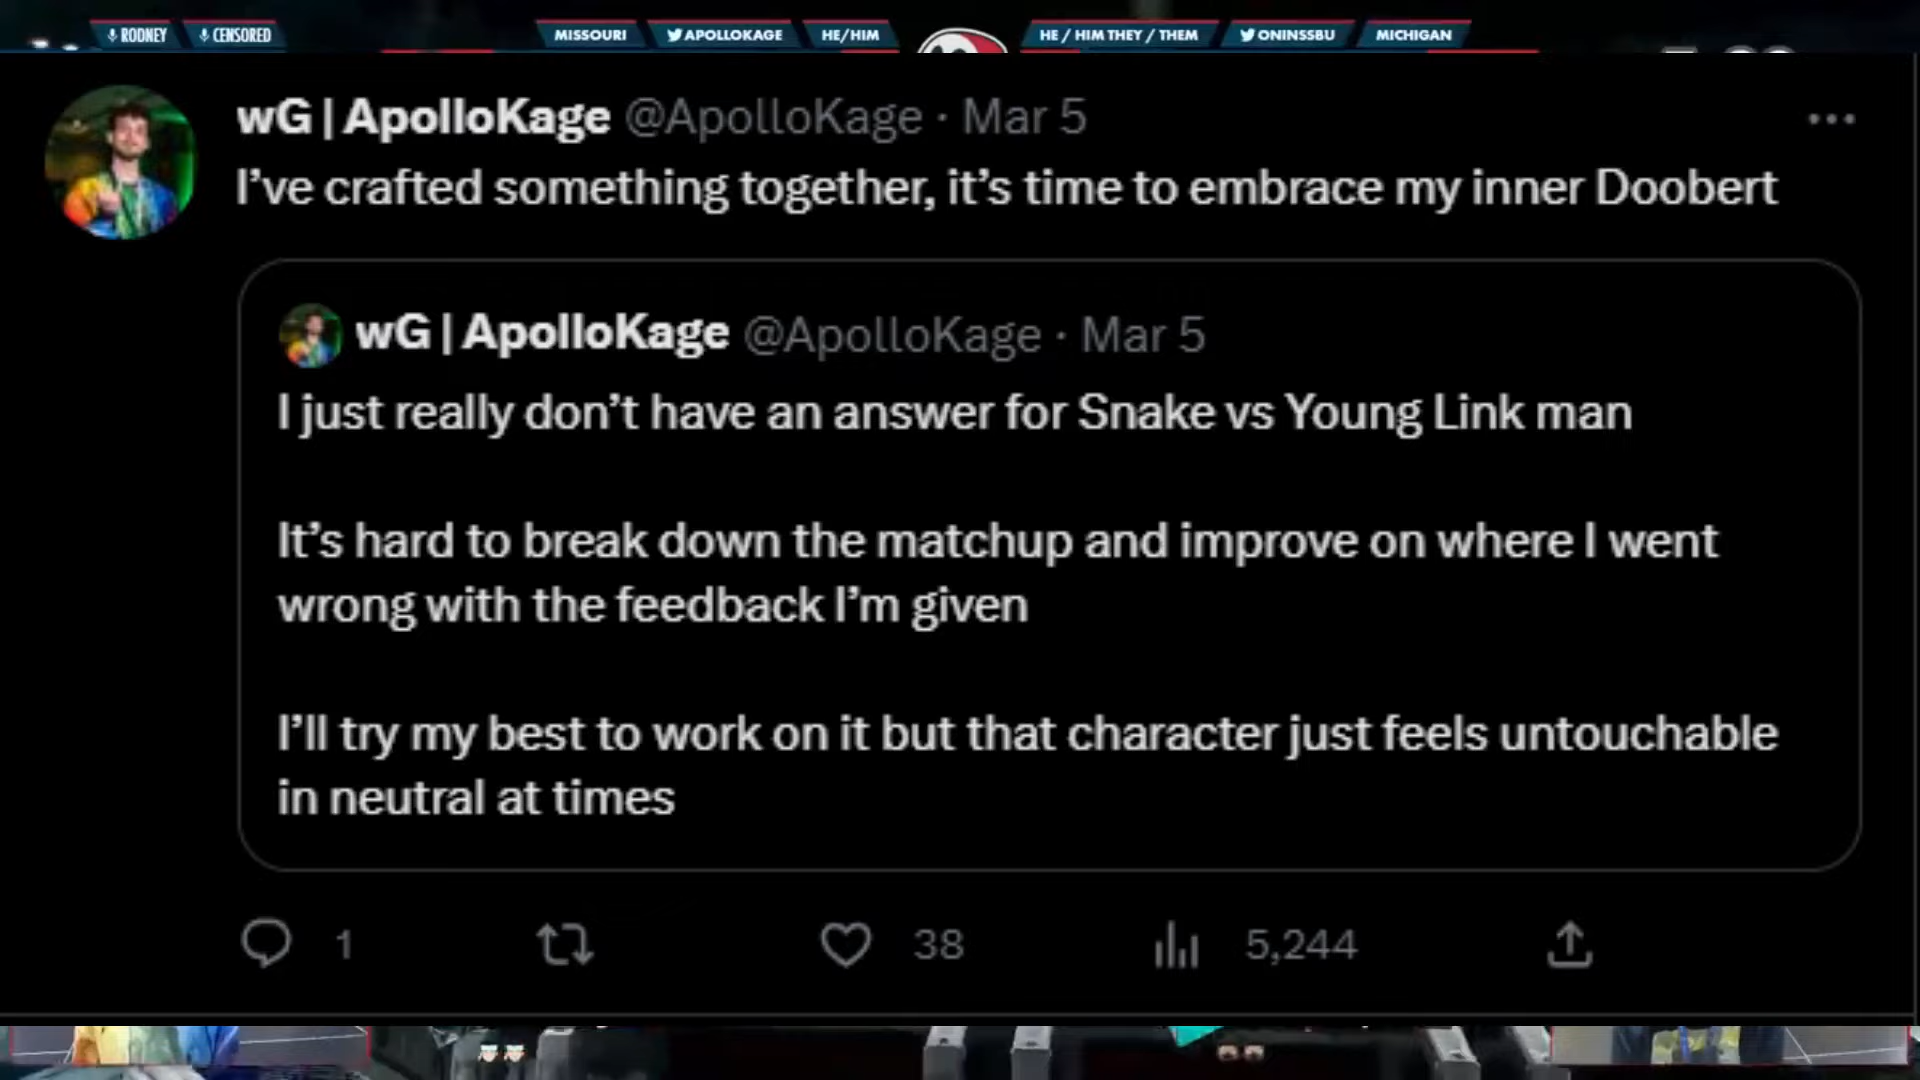 RODNEY CENSORED MISSOURI APOLLOKAGE HE/HIM HE / HIM THEY / THEM ONINSSBU MICHIGAN
wG | ApolloKage @ApolloKage · Mar 5
I've crafted something together, it's time to embrace my inner Doobert
wG | ApolloKage @ApolloKage · Mar 5
I just really don't have an answer for Snake vs Young Link man
It's hard to break down the matchup and improve on where I went
wrong with the feedback I'm given
I'll try my best to work on it but that character just feels untouchable
in neutral at times
1 38 5,244